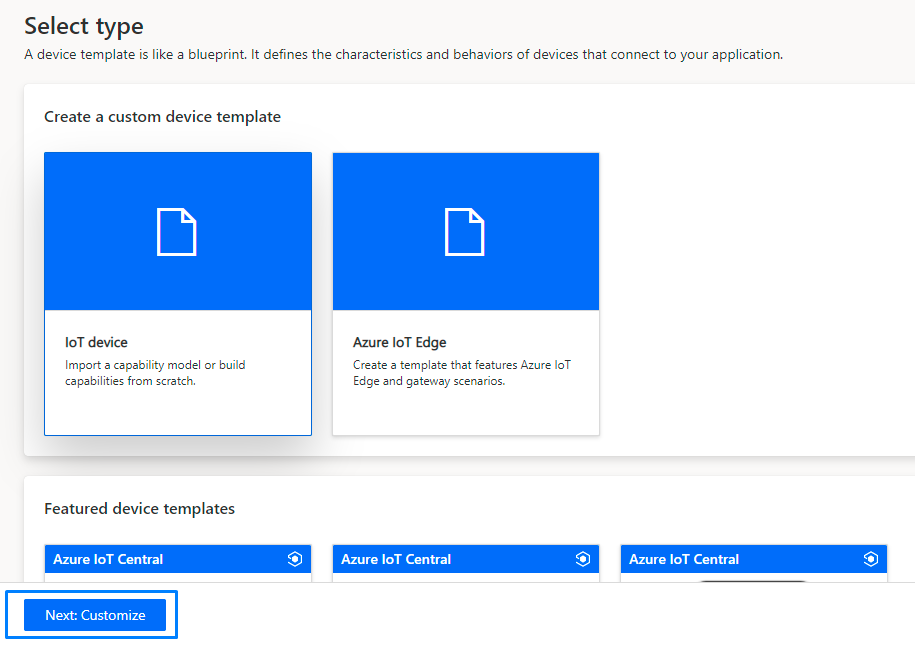 Select type
A device template is like a blueprint. It defines the characteristics and behaviors of devices that connect to your application.
Create a custom device template
IoT device
Import a capability model or build
capabilities from scratch.
Azure IoT Edge
Create a template that features Azure IoT
Edge and gateway scenarios.
Featured device templates
Azure IoT Central
Azure IoT Central
Azure IoT Central
Next: Customize